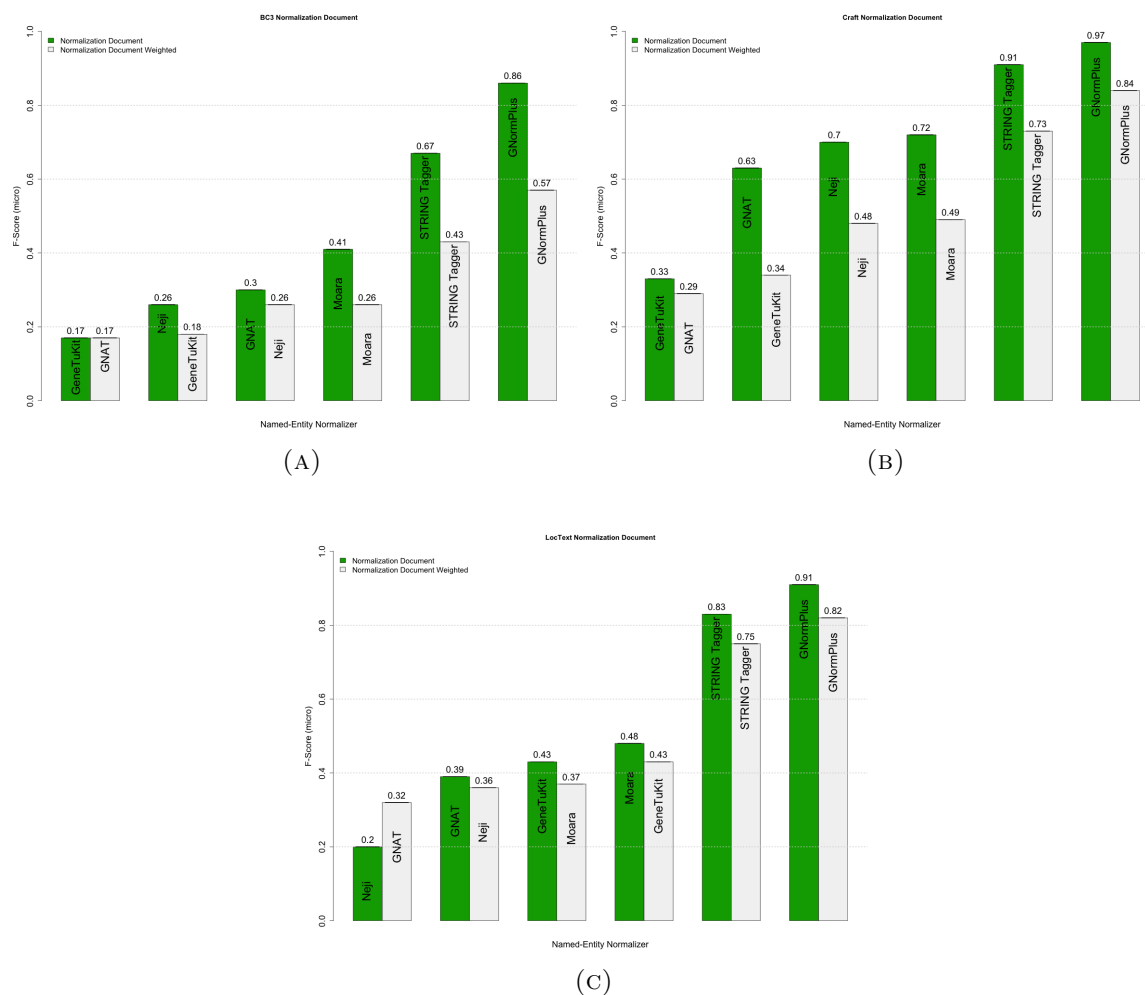 BC3 Normalization Document
Normalization Document
Normalization Document Weighted
F-Score (micro)
0.0
0.2
0.4
0.6
0.8
1.0
0.17
0.17
0.26
0.18
0.3
0.26
0.41
0.26
0.67
0.43
0.86
0.57
GeneTuKit
GNAT
Neji
GeneTuKit
GNAT
Neji
Moara
Moara
STRING Tagger
STRING Tagger
GNormPlus
GNormPlus
Named-Entity Normalizer
(A)
Craft Normalization Document
Normalization Document
Normalization Document Weighted
F-Score (micro)
0.0
0.2
0.4
0.6
0.8
1.0
0.33
0.29
0.63
0.34
0.7
0.48
0.72
0.49
0.91
0.73
0.97
0.84
GeneTuKit
GNAT
GNAT
GeneTuKit
Neji
Neji
Moara
Moara
STRING Tagger
STRING Tagger
GNormPlus
GNormPlus
Named-Entity Normalizer
(B)
LocText Normalization Document
Normalization Document
Normalization Document Weighted
F-Score (micro)
0.0
0.2
0.4
0.6
0.8
1.0
0.2
0.32
0.39
0.36
0.43
0.37
0.48
0.43
0.83
0.75
0.91
0.82
Neji
GNAT
GNAT
Neji
GeneTuKit
Moara
Moara
GeneTuKit
STRING Tagger
STRING Tagger
GNormPlus
GNormPlus
Named-Entity Normalizer
(C)